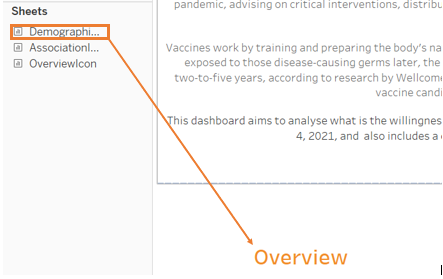 Sheets
Demographi...
AssociationI...
OverviewIcon
pandemic, advising on critical interventions, distribu
Vaccines work by training and preparing the body's na
exposed to those disease-causing germs later, the
two-to-five years, according to research by Wellcome
vaccine candi
This dashboard aims to analyse what is the willingnes
4, 2021, and also includes a
Overview